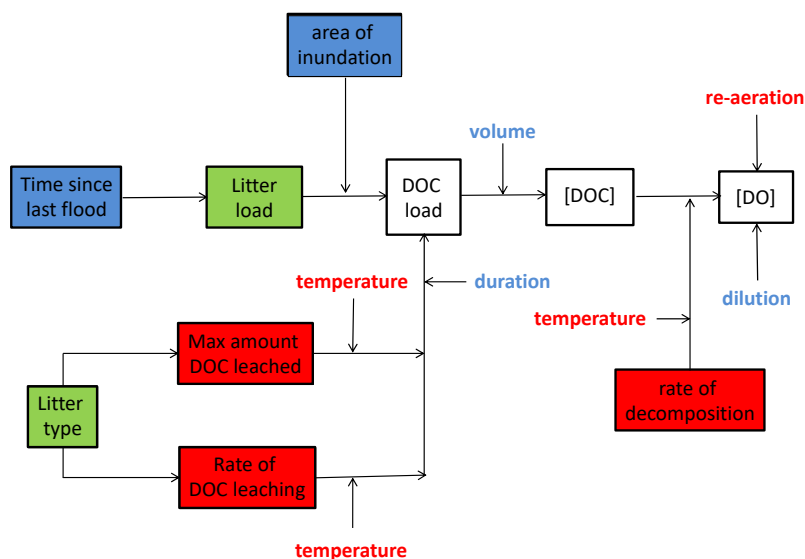 area of
inundation
re-aeration
volume
Time since
last flood
Litter
load
DOC
load
[DOC]
[DO]
temperature
duration
dilution
temperature
Max amount
DOC leached
Litter
type
rate of
decomposition
Rate of
DOC leaching
temperature